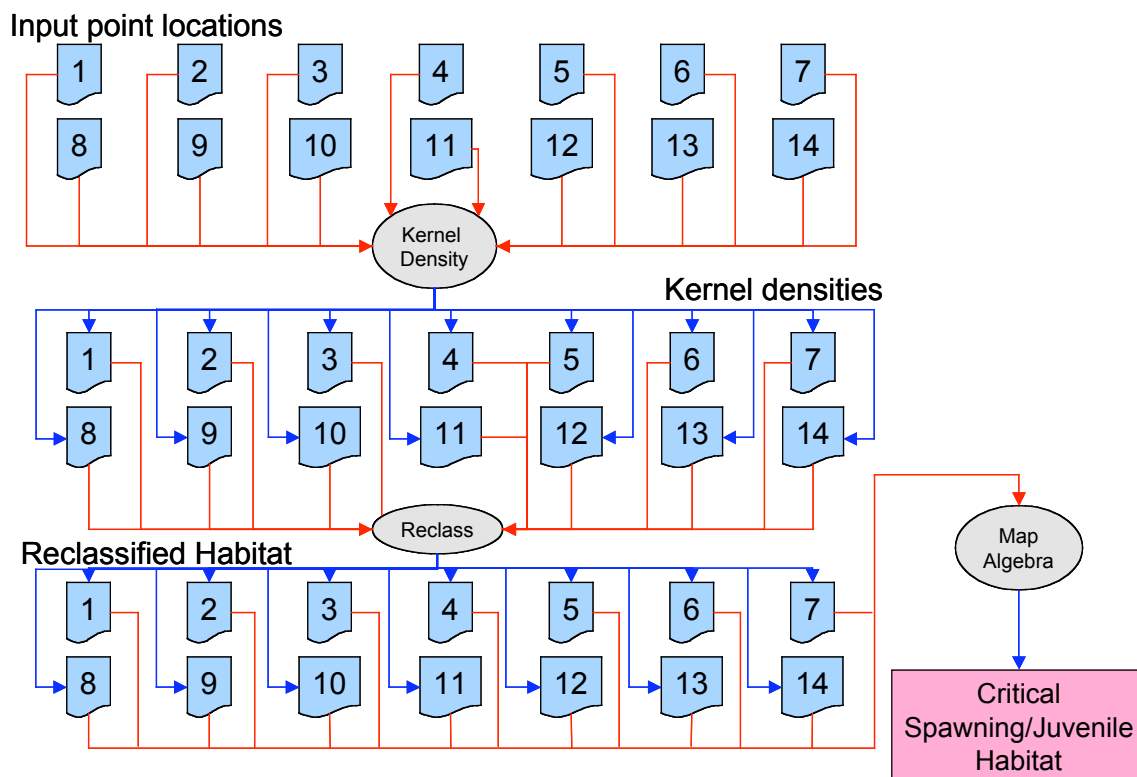 Input point locations
1 2 3 4 5 6 7
8 9 10 11 12 13 14
Kernel
Density
Kernel densities
1 2 3 4 5 6 7
8 9 10 11 12 13 14
Reclass
Map
Algebra
Reclassified Habitat
1 2 3 4 5 6 7
8 9 10 11 12 13 14
Critical
Spawning/Juvenile
Habitat